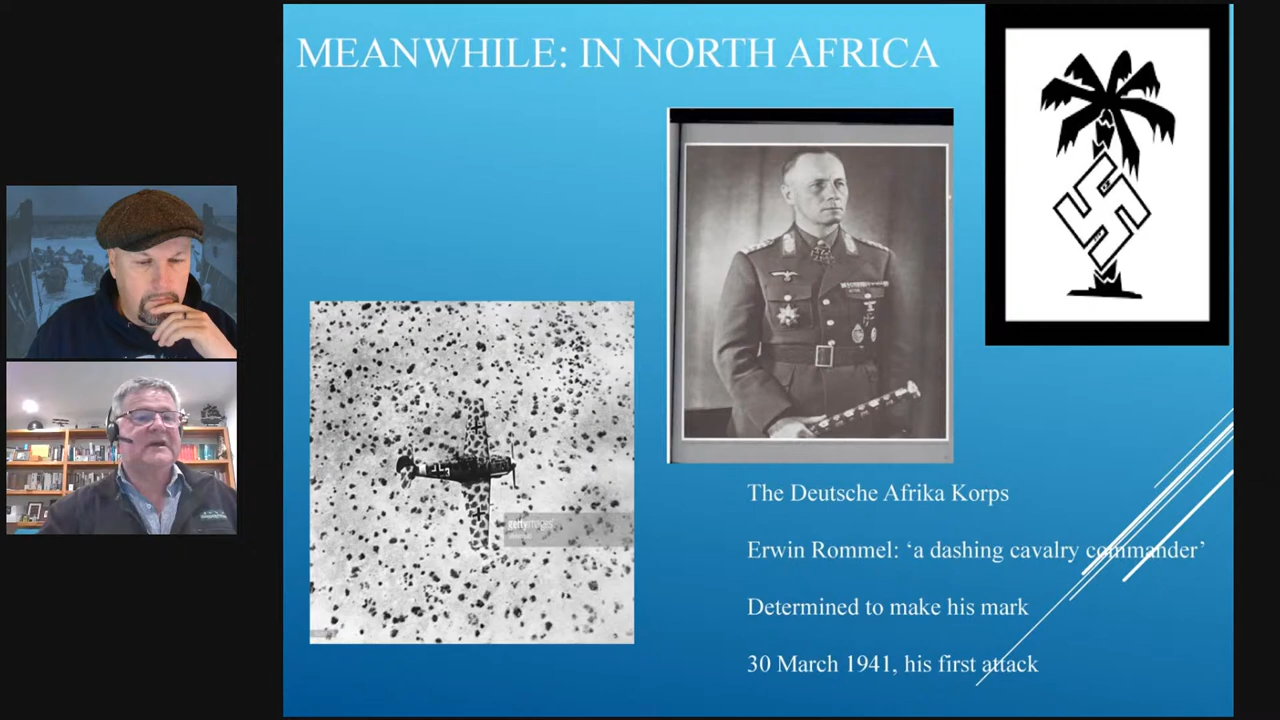 MEANWHILE: IN NORTH AFRICA
gettyimages
The Deutsche Afrika Korps
Erwin Rommel: ‘a dashing cavalry commander’
Determined to make his mark
30 March 1941, his first attack